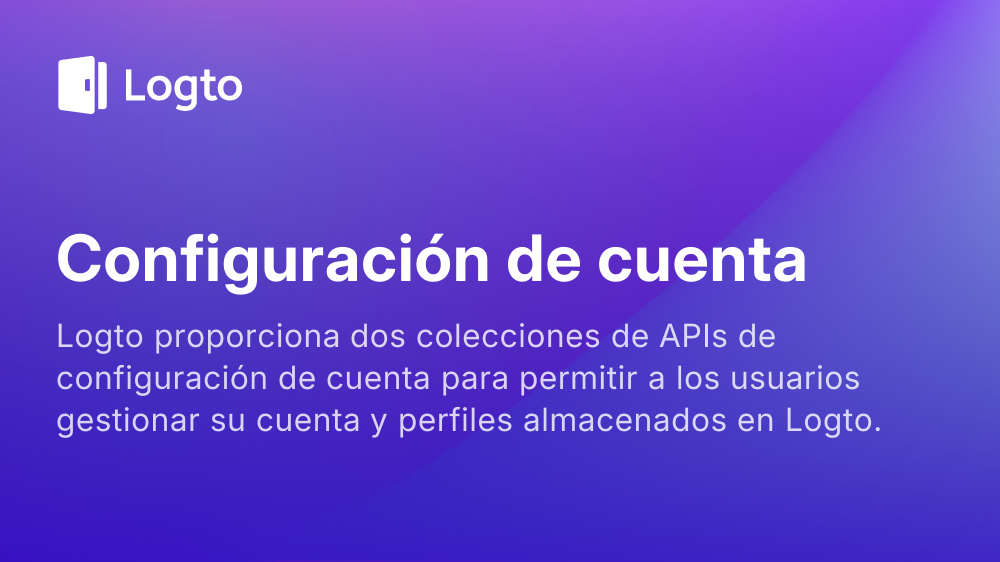 Logto
Configuración de cuenta
Logto proporciona dos colecciones de APIs de
configuración de cuenta para permitir a los usuarios
gestionar su cuenta y perfiles almacenados en Logto.